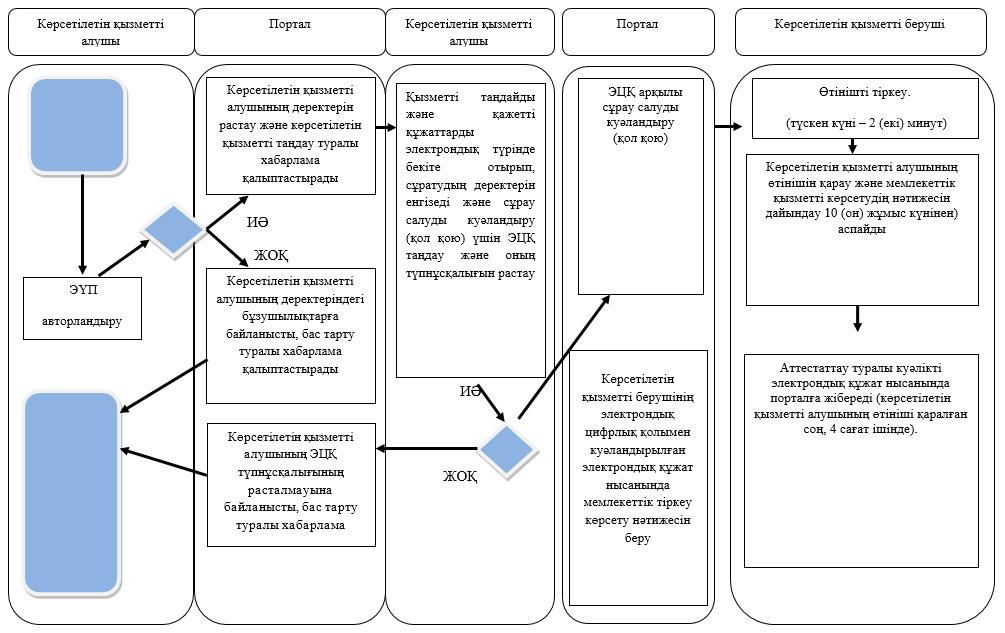 Көрсетілетін қызметті
алушы
Портал
Көрсетілетін қызметті
алушы
Портал
Көрсетілетін қызметті беруші
ЭҮП
авторландыру
Көрсетілетін қызметті
алушының деректерін
растау және көрсетілетін
қызметті таңдау туралы
хабарлама
қалыптастырады
ИӘ
ЖОҚ
Көрсетілетін қызметті
алушының деректеріндегі
бұзушылықтарға
байланысты, бас тарту
туралы хабарлама
қалыптастырады
Көрсетілетін қызметті
алушының ЭЦҚ
түпнұсқалығының
расталмауына
байланысты, бас тарту
туралы хабарлама
Қызметті таңдайды
және қажетті
құжаттарды
электрондық түрінде
бекіте отырып,
сұратудың деректерін
енгізеді және сұрау
салуды куәландыру
(қол қою) үшін ЭЦҚ
таңдау және оның
түпнұсқалығын растау
ИӘ
ЖОҚ
ЭЦҚ арқылы
сұрау салуды
куәландыру
(қол қою)
Көрсетілетін
қызметті берушінің
электрондық
цифрлық қолымен
куәландырылған
электрондық құжат
нысанында
мемлекеттік тіркеу
көрсету нәтижесін
беру
Өтінішті тіркеу.
(түскен күні – 2 (екі) минут)
Көрсетілетін қызметті алушының
өтінішін қарау және мемлекеттік
қызметті көрсетудің нәтижесін
дайындау 10 (он) жұмыс күнінен)
аспайды
Аттестаттау туралы куәлікті
электрондық құжат нысанында
порталға жібереді (көрсетілетін
қызметті алушының өтініші қаралған
соң, 4 сағат ішінде).